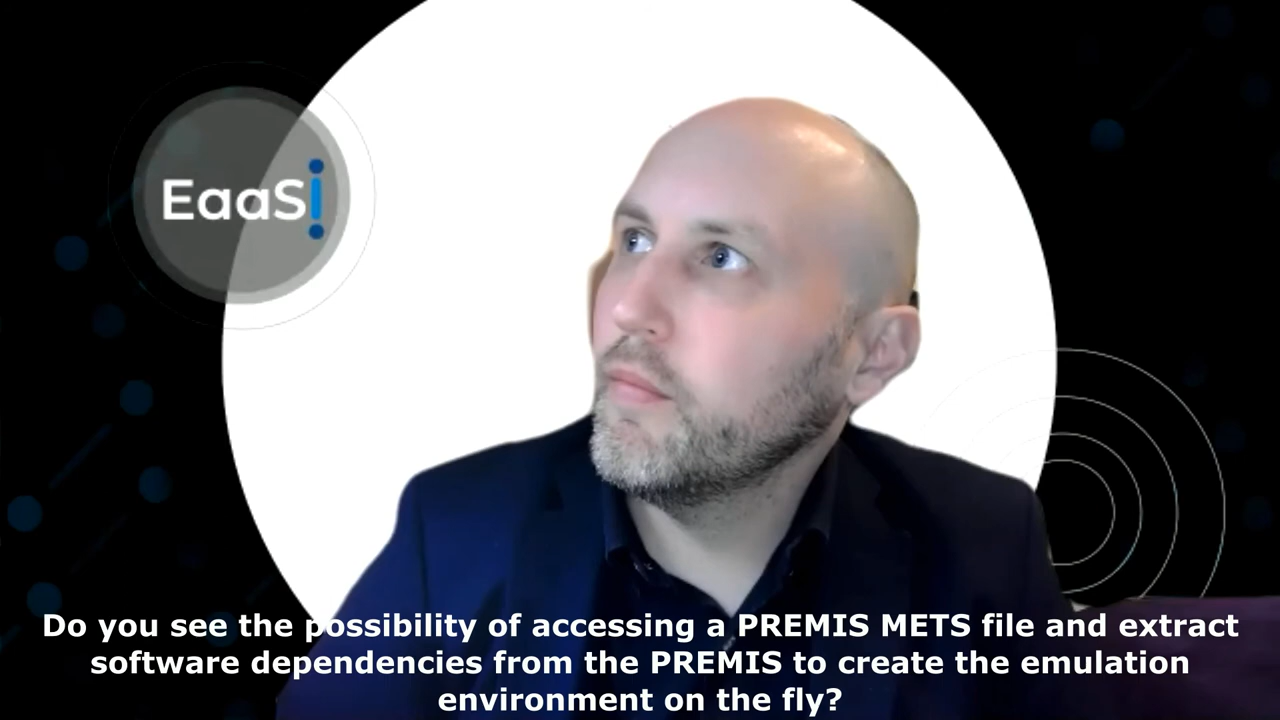 EaaSi
Do you see the possibility of accessing a PREMIS METS file and extract
software dependencies from the PREMIS to create the emulation
environment on the fly?